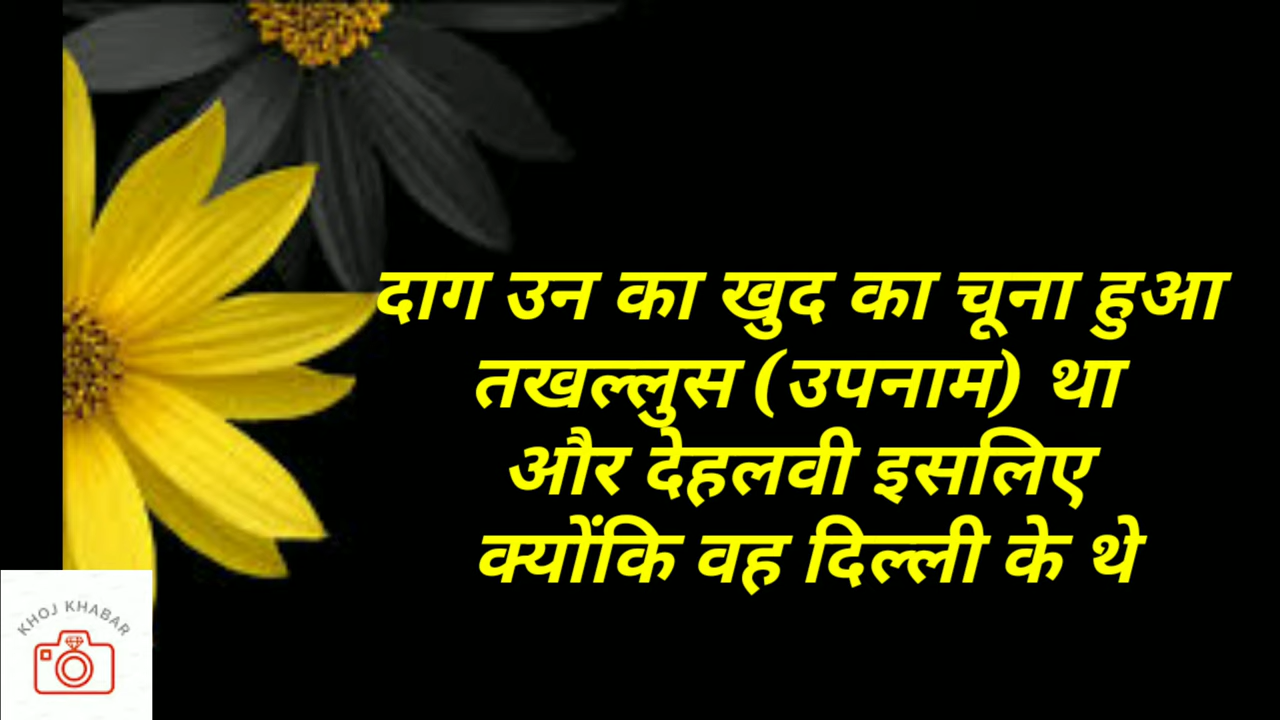 दाग उन का खुद का चूना हुआ
तखल्लुस (उपनाम) था
और देहलवी इसलिए
क्योंकि वह दिल्ली के थे
KHOJ KHABAR